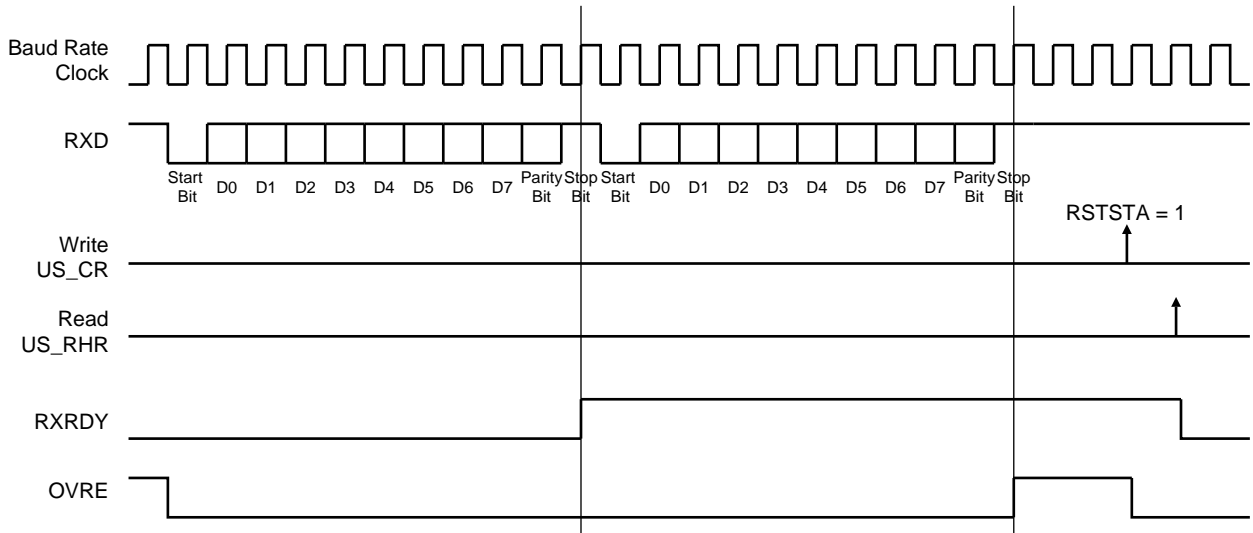 Baud Rate
Clock
RXD
Start
Bit
D0
D1
D2
D3
D4
D5
D6
D7
Parity
Bit
Stop
Bit
Start
Bit
D0
D1
D2
D3
D4
D5
D6
D7
Parity
Bit
Stop
Bit
RSTSTA = 1
Write
US_CR
Read
US_RHR
RXRDY
OVRE